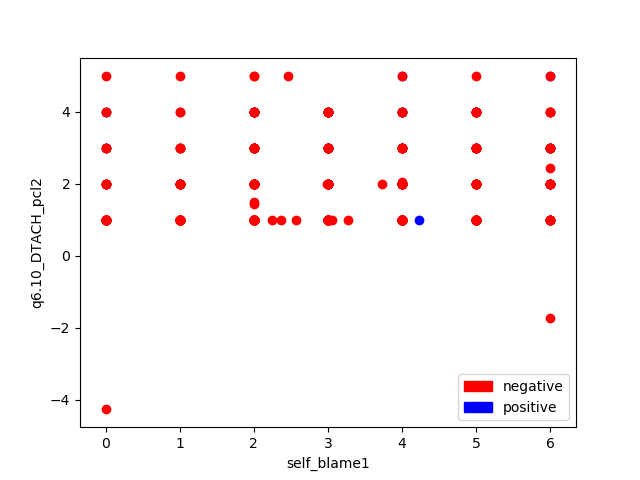 4
2
0
−2
−4
q6.10_DTACH_pcl2
0 1 2 3 4 5 6
self_blame1
negative
positive